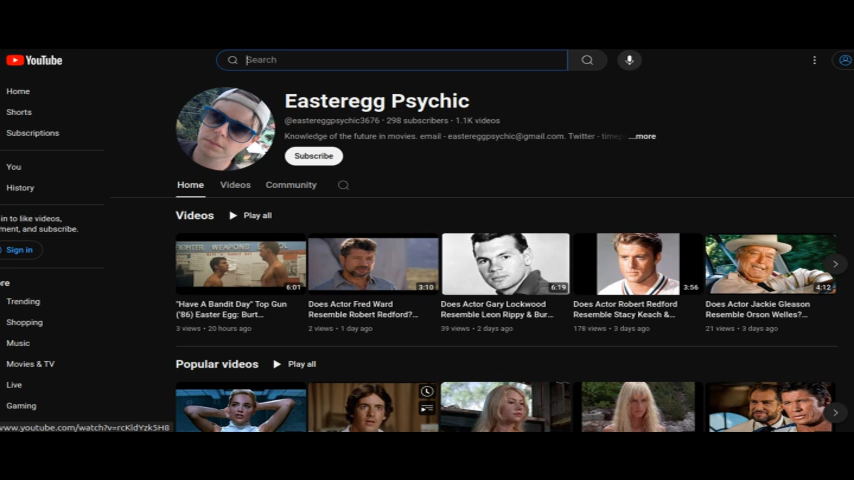 YouTube
Search
Home
Shorts
Subscriptions
You
History
in to like videos,
ment, and subscribe.
Sign in
re
Trending
Shopping
Music
Movies & TV
Live
Gaming
www.youtube.com/watch?v=rcKldYzk5H8
Easteregg Psychic
@eastereggpsychic3676 · 298 subscribers · 1.1K videos
Knowledge of the future in movies. email - eastereggpsychic@gmail.com. Twitter - ...more
Subscribe
Home Videos Community
Videos Play all
6:01
"Have A Bandit Day" Top Gun
('86) Easter Egg: Burt...
3 views • 20 hours ago
3:10
Does Actor Fred Ward
Resemble Robert Redford?...
2 views • 1 day ago
6:19
Does Actor Gary Lockwood
Resemble Leon Rippy & Bur...
39 views • 2 days ago
3:56
Does Actor Robert Redford
Resemble Stacy Keach &...
178 views • 3 days ago
4:12
Does Actor Jackie Gleason
Resemble Orson Welles?...
21 views • 3 days ago
Popular videos Play all